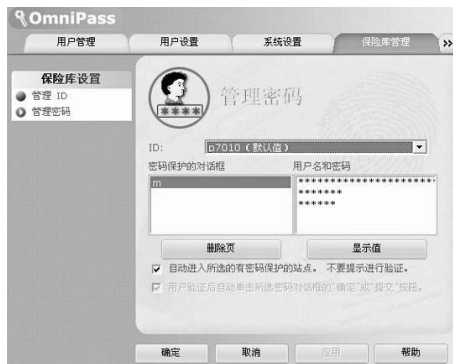 OmniPass
用户管理 用户设置 系统设置 保险库管理 »
保险库设置
管理 ID
管理密码
****
管理密码
ID: p7010 (默认值)
密码保护的对话框 用户名和密码
m
**********************
*******
******
删除页 显示值
自动进入所选的有密码保护的站点。 不要提示进行验证。
用户验证后自动单击所选密码对话框的"确定"或"提交"按钮。
确定 取消 应用 帮助